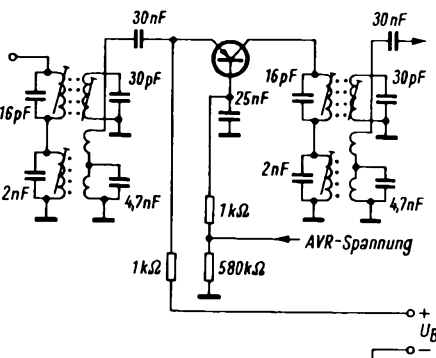 30nF
30nF
16pF
30pF
25nF
16pF
30pF
2nF
4,7nF
1kΩ
2nF
4,7nF
AVR-Spannung
1kΩ
580kΩ
+
U_B
−